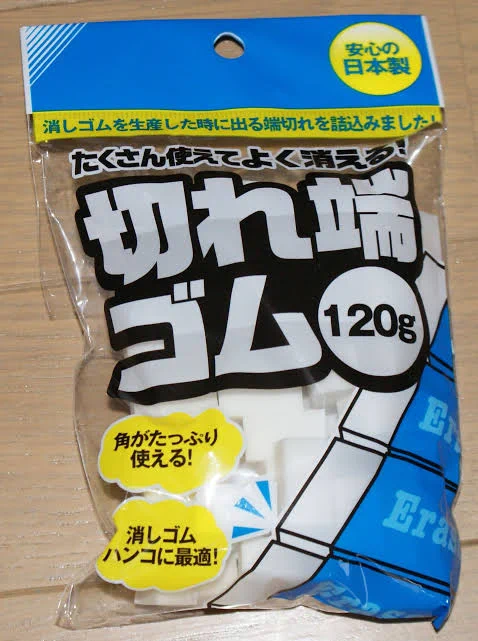 安心の
日本製
消しゴムを生産した時に出る端切れを詰込みました!
たくさん使えてよく消える!
切れ端
ゴム
120g
角がたっぷり
使える!
消しゴム
ハンコに最適!